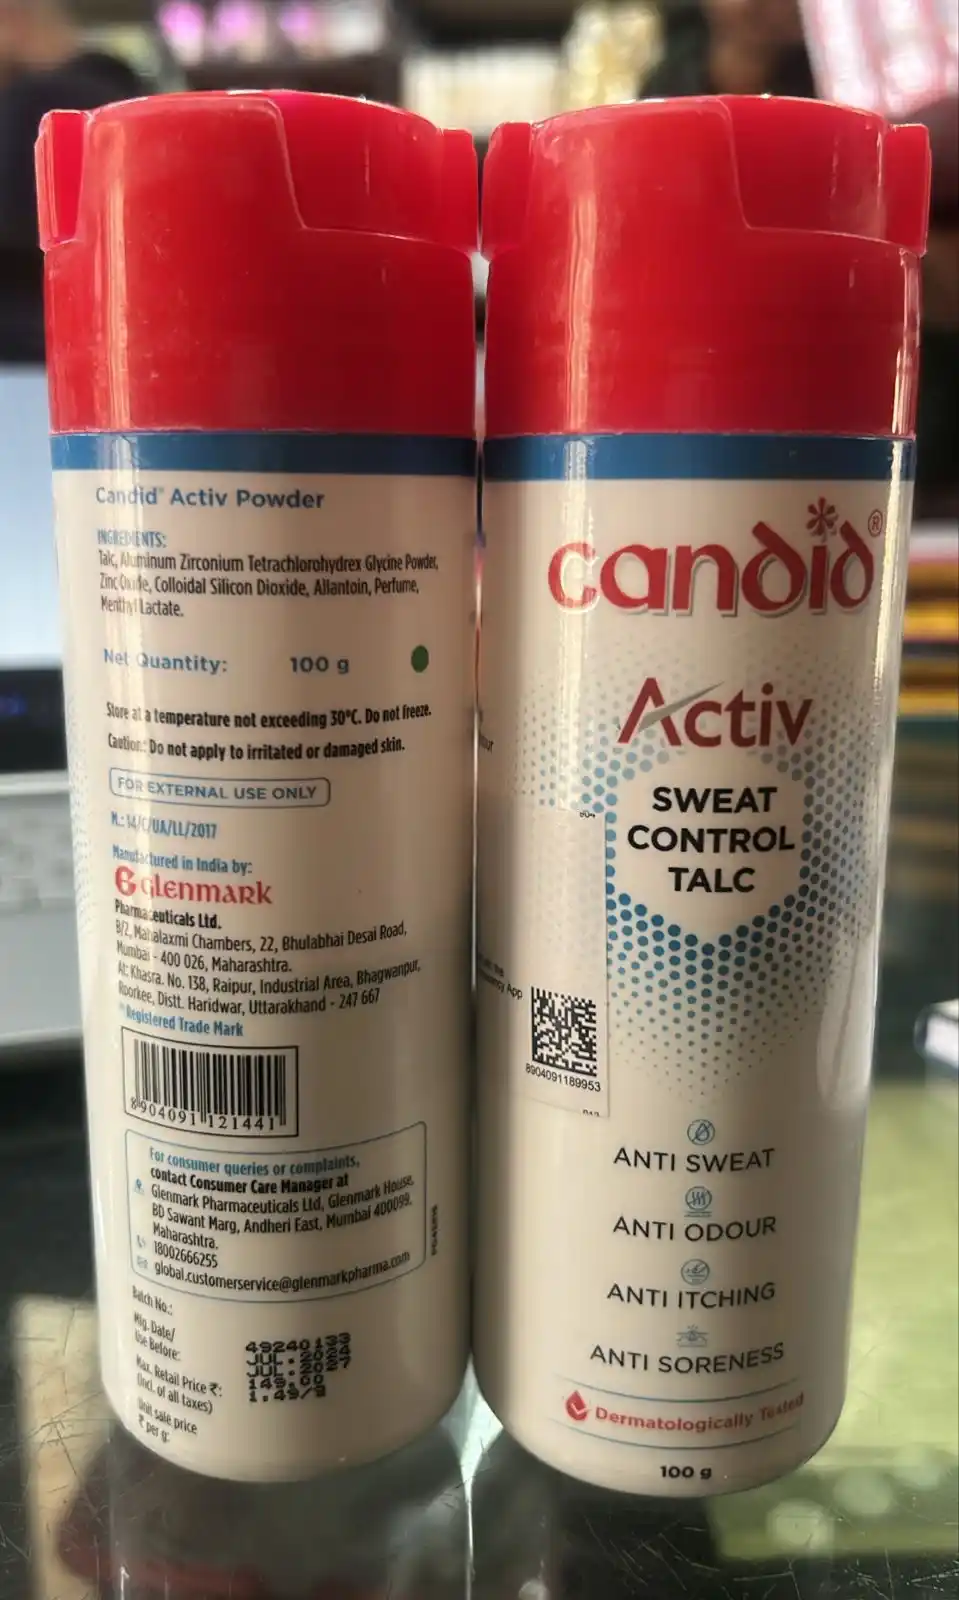 Candid® Activ Powder
INGREDIENTS:
Talc, Aluminum Zirconium Tetrachlorohydrex Glycine Powder,
Zinc Oxide, Colloidal Silicon Dioxide, Allantoin, Perfume,
Menthyl Lactate.
Net Quantity: 100 g
Store at a temperature not exceeding 30°C. Do not freeze.
Caution: Do not apply to irritated or damaged skin.
FOR EXTERNAL USE ONLY
M.: 14/C/UA/LL/2017
Manufactured in India by:
G glenmark
Pharmaceuticals Ltd.
B/2, Mahalaxmi Chambers, 22, Bhulabhai Desai Road,
Mumbai - 400 026, Maharashtra.
At: Khasra. No. 138, Raipur, Industrial Area, Bhagwanpur,
Roorkee, Distt. Haridwar, Uttarakhand - 247 667
Registered Trade Mark
8 904091 121441
For consumer queries or complaints,
contact Consumer Care Manager at
Glenmark Pharmaceuticals Ltd, Glenmark House,
BD Sawant Marg, Andheri East, Mumbai 400099,
Maharashtra.
18002666255
global.customerservice@glenmarkpharma.com
Batch No.:
Mfg. Date/
Use Before:
Max. Retail Price ₹:
(Incl. of all taxes)
Unit sale price
₹ per g:
49240133
candid®
Activ
SWEAT
CONTROL
TALC
App
8904091189953
ANTI SWEAT
ANTI ODOUR
ANTI ITCHING
ANTI SORENESS
Dermatologically Tested
100 g